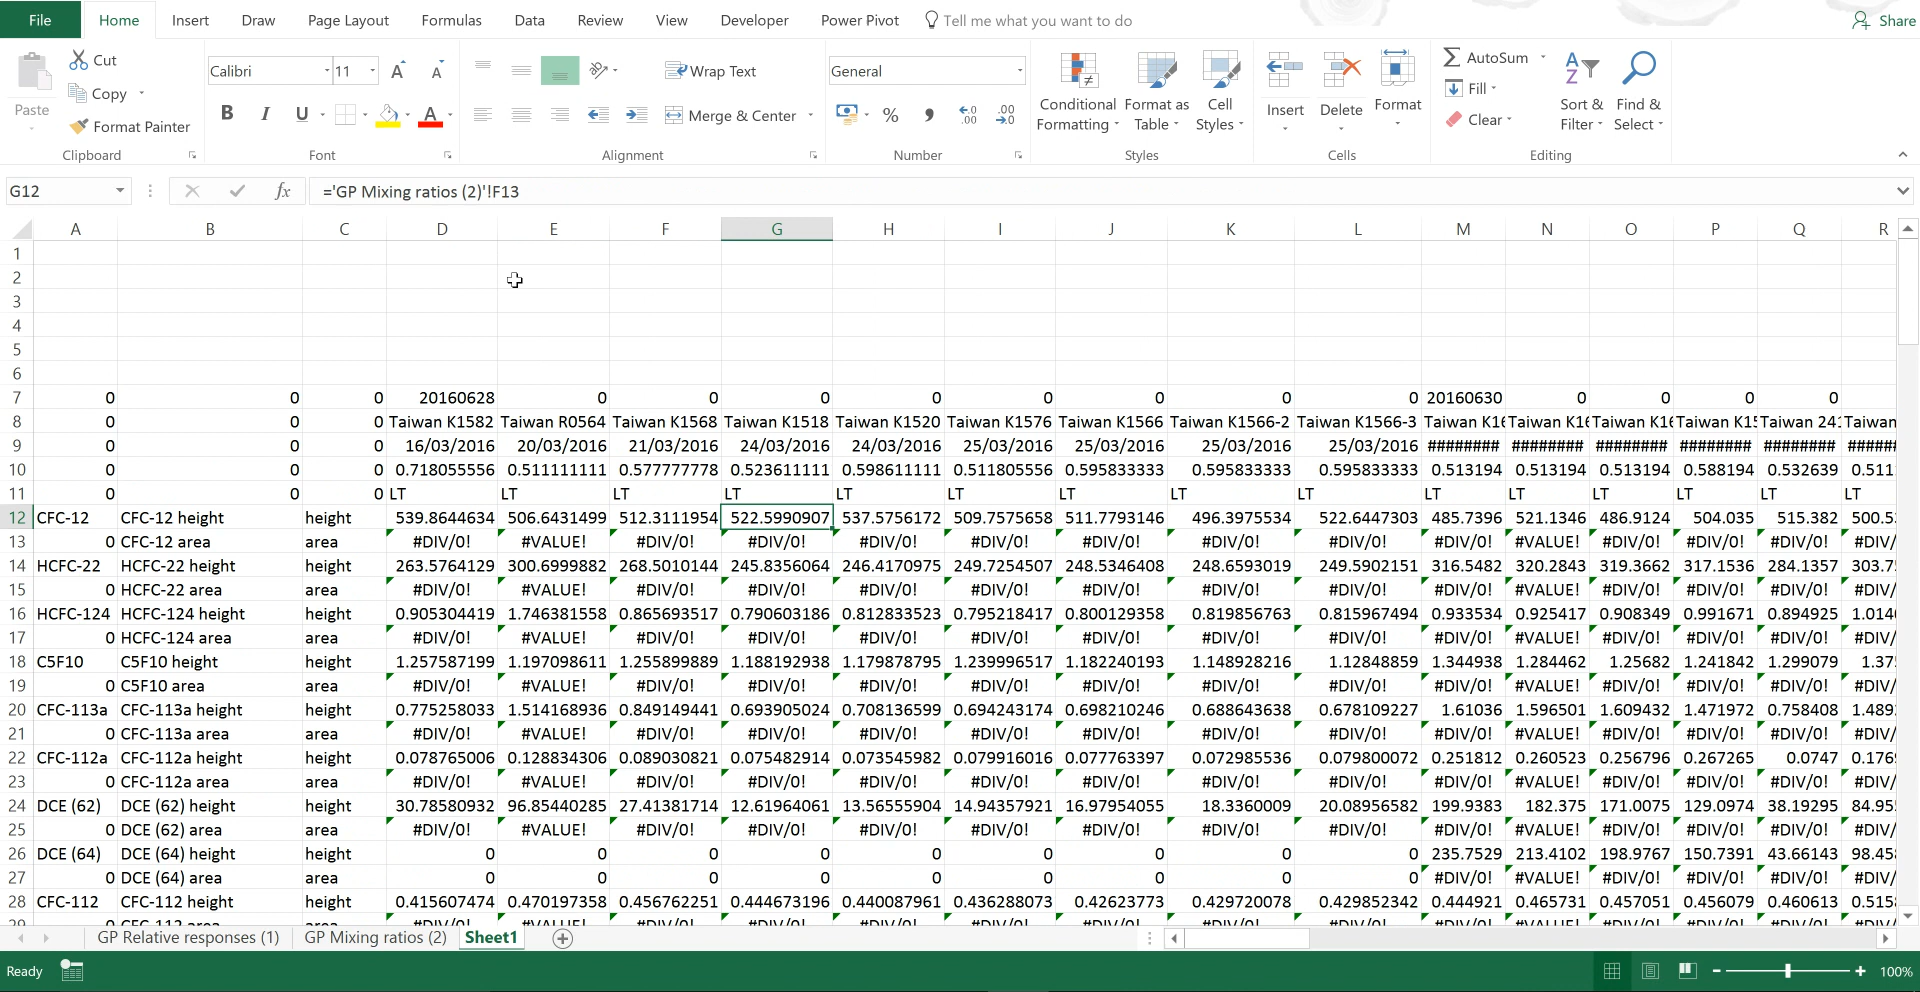 File Home Insert Draw Page Layout Formulas Data Review View Developer Power Pivot Tell me what you want to do Share
Paste
Cut
Copy
Format Painter
Clipboard
Calibri 11
B I U
Font
Wrap Text
Merge & Center
Alignment
General
%
Number
Conditional Formatting
Format as Table
Cell Styles
Styles
Insert Delete Format
Cells
AutoSum
Fill
Clear
Sort & Filter
Find & Select
Editing
G12 fx ='GP Mixing ratios (2)'!F13
A B C D E F G H I J K L M N O P Q R
1
2
3
4
5
6
7 0 0 0 20160628 0 0 0 0 0 0 0 0 20160630 0 0 0 0
8 0 0 0 Taiwan K1582 Taiwan R0564 Taiwan K1568 Taiwan K1518 Taiwan K1520 Taiwan K1576 Taiwan K1566 Taiwan K1566-2 Taiwan K1566-3 Taiwan K16 Taiwan K16 Taiwan K16 Taiwan K15 Taiwan 241 Taiwan
9 0 0 0 16/03/2016 20/03/2016 21/03/2016 24/03/2016 24/03/2016 25/03/2016 25/03/2016 25/03/2016 25/03/2016 ######## ######## ######## ######## ########
10 0 0 0 0.718055556 0.511111111 0.577777778 0.523611111 0.598611111 0.511805556 0.595833333 0.595833333 0.595833333 0.513194 0.513194 0.513194 0.588194 0.532639 0.511
11 0 0 0 LT LT LT LT LT LT LT LT LT LT LT LT LT LT LT
12 CFC-12 CFC-12 height height 539.8644634 506.6431499 512.3111954 522.5990907 537.5756172 509.7575658 511.7793146 496.3975534 522.6447303 485.7396 521.1346 486.9124 504.035 515.382 500.5
13 0 CFC-12 area area #DIV/0! #VALUE! #DIV/0! #DIV/0! #DIV/0! #DIV/0! #DIV/0! #DIV/0! #DIV/0! #DIV/0! #VALUE! #DIV/0! #DIV/0! #DIV/0! #DIV/
14 HCFC-22 HCFC-22 height height 263.5764129 300.6999882 268.5010144 245.8356064 246.4170975 249.7254507 248.5346408 248.6593019 249.5902151 316.5482 320.2843 319.3662 317.1536 284.1357 303.7
15 0 HCFC-22 area area #DIV/0! #VALUE! #DIV/0! #DIV/0! #DIV/0! #DIV/0! #DIV/0! #DIV/0! #DIV/0! #DIV/0! #VALUE! #DIV/0! #DIV/0! #DIV/0! #DIV/
16 HCFC-124 HCFC-124 height height 0.905304419 1.746381558 0.865693517 0.790603186 0.812833523 0.795218417 0.800129358 0.819856763 0.815967494 0.933534 0.925417 0.908349 0.991671 0.894925 1.014
17 0 HCFC-124 area area #DIV/0! #VALUE! #DIV/0! #DIV/0! #DIV/0! #DIV/0! #DIV/0! #DIV/0! #DIV/0! #DIV/0! #VALUE! #DIV/0! #DIV/0! #DIV/0! #DIV/
18 C5F10 C5F10 height height 1.257587199 1.197098611 1.255899889 1.188192938 1.179878795 1.239996517 1.182240193 1.148928216 1.12848859 1.344938 1.284462 1.25682 1.241842 1.299079 1.37
19 0 C5F10 area area #DIV/0! #VALUE! #DIV/0! #DIV/0! #DIV/0! #DIV/0! #DIV/0! #DIV/0! #DIV/0! #DIV/0! #VALUE! #DIV/0! #DIV/0! #DIV/0! #DIV/
20 CFC-113a CFC-113a height height 0.775258033 1.514168936 0.849149441 0.693905024 0.708136599 0.694243174 0.698210246 0.688643638 0.678109227 1.61036 1.596501 1.609432 1.471972 0.758408 1.489
21 0 CFC-113a area area #DIV/0! #VALUE! #DIV/0! #DIV/0! #DIV/0! #DIV/0! #DIV/0! #DIV/0! #DIV/0! #DIV/0! #VALUE! #DIV/0! #DIV/0! #DIV/0! #DIV/
22 CFC-112a CFC-112a height height 0.078765006 0.128834306 0.089030821 0.075482914 0.073545982 0.079916016 0.077763397 0.072985536 0.079800072 0.251812 0.260523 0.256796 0.267265 0.0747 0.176
23 0 CFC-112a area area #DIV/0! #VALUE! #DIV/0! #DIV/0! #DIV/0! #DIV/0! #DIV/0! #DIV/0! #DIV/0! #DIV/0! #VALUE! #DIV/0! #DIV/0! #DIV/0! #DIV/
24 DCE (62) DCE (62) height height 30.78580932 96.85440285 27.41381714 12.61964061 13.56555904 14.94357921 16.97954055 18.3360009 20.08956582 199.9383 182.375 171.0075 129.0974 38.19295 84.95
25 0 DCE (62) area area #DIV/0! #VALUE! #DIV/0! #DIV/0! #DIV/0! #DIV/0! #DIV/0! #DIV/0! #DIV/0! #DIV/0! #VALUE! #DIV/0! #DIV/0! #DIV/0! #DIV/
26 DCE (64) DCE (64) height height 0 0 0 0 0 0 0 0 0 235.7529 213.4102 198.9767 150.7391 43.66143 98.45
27 0 DCE (64) area area 0 0 0 0 0 0 0 0 0 #DIV/0! #VALUE! #DIV/0! #DIV/0! #DIV/0! #DIV/
28 CFC-112 CFC-112 height height 0.415607474 0.470197358 0.456762251 0.444673196 0.440087961 0.436288073 0.42623773 0.429720078 0.429852342 0.444921 0.465731 0.457051 0.456079 0.460613 0.515
GP Relative responses (1) GP Mixing ratios (2) Sheet1
Ready 100%